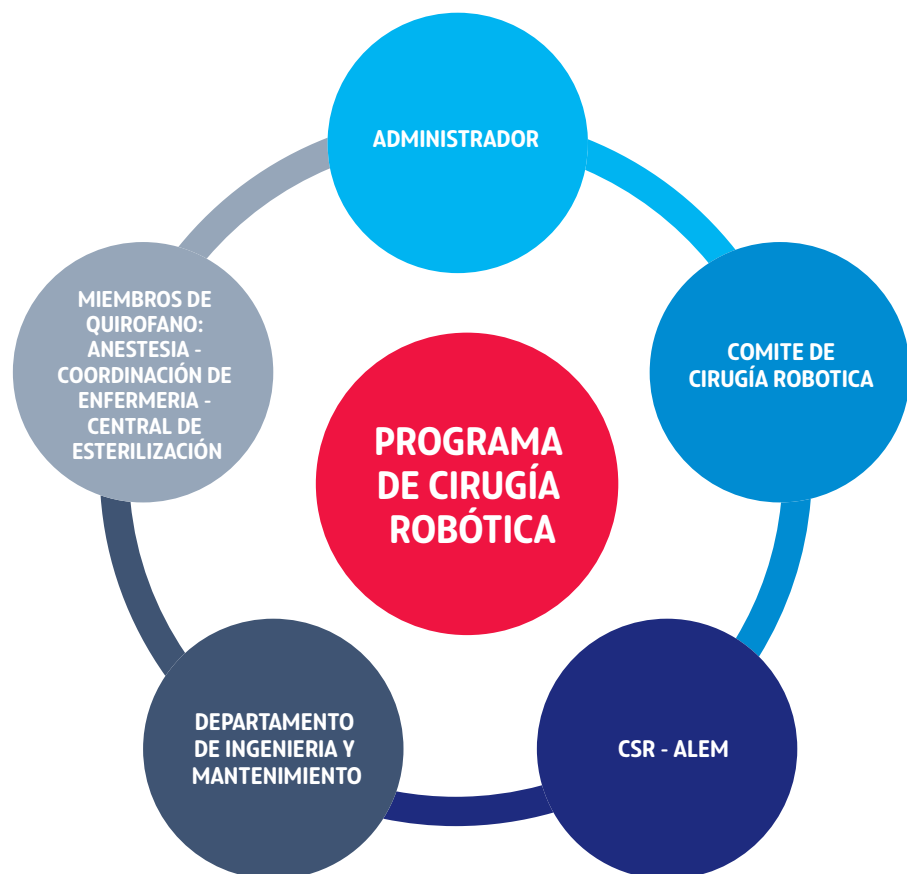 ADMINISTRADOR
COMITE DE
CIRUGÍA ROBOTICA
CSR - ALEM
DEPARTAMENTO
DE INGENIERIA Y
MANTENIMIENTO
MIEMBROS DE
QUIROFANO:
ANESTESIA -
COORDINACIÓN DE
ENFERMERIA -
CENTRAL DE
ESTERILIZACIÓN
PROGRAMA
DE CIRUGÍA
ROBÓTICA